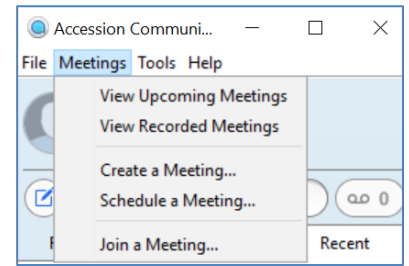 Accession Communi...
File Meetings Tools Help
View Upcoming Meetings
View Recorded Meetings
Create a Meeting...
Schedule a Meeting...
0
Join a Meeting...
Recent